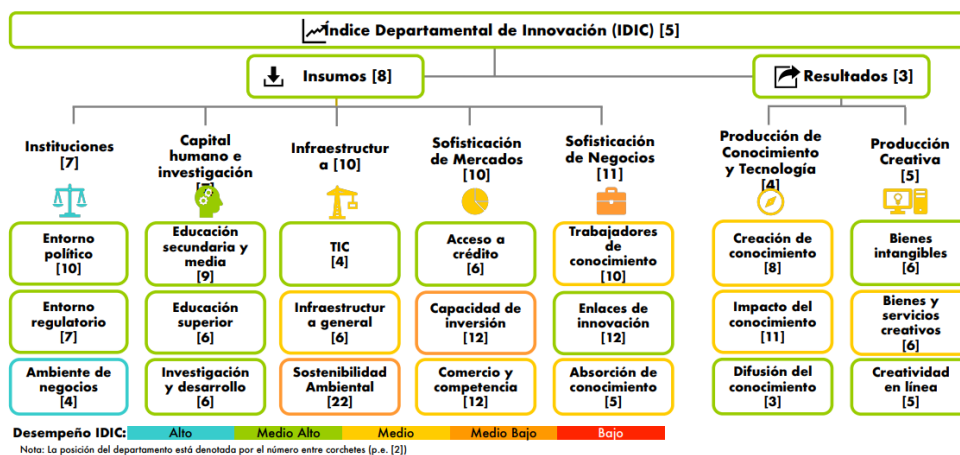 Índice Departamental de Innovación (IDIC) [5]
Insumos [8]
Resultados [3]
Instituciones
[7]
Capital
humano e
investigación
[7]
Infraestructur
a [10]
Sofisticación
de Mercados
[10]
Sofisticación
de Negocios
[11]
Producción de
Conocimiento
y Tecnología
[4]
Producción
Creativa
[5]
Entorno
político
[10]
Educación
secundaria y
media
[9]
TIC
[4]
Acceso a
crédito
[6]
Trabajadores
de
conocimiento
[10]
Creación de
conocimiento
[8]
Bienes
intangibles
[6]
Entorno
regulatorio
[7]
Educación
superior
[6]
Infraestructur
a general
[6]
Capacidad de
inversión
[12]
Enlaces de
innovación
[12]
Impacto del
conocimiento
[11]
Bienes y
servicios
creativos
[6]
Ambiente de
negocios
[4]
Investigación
y desarrollo
[6]
Sostenibilidad
Ambiental
[22]
Comercio y
competencia
[12]
Absorción de
conocimiento
[5]
Difusión del
conocimiento
[3]
Creatividad
en línea
[5]
Desempeño IDIC: Alto Medio Alto Medio Medio Bajo Bajo
Nota: La posición del departamento está denotada por el número entre corchetes (p.e. [2])